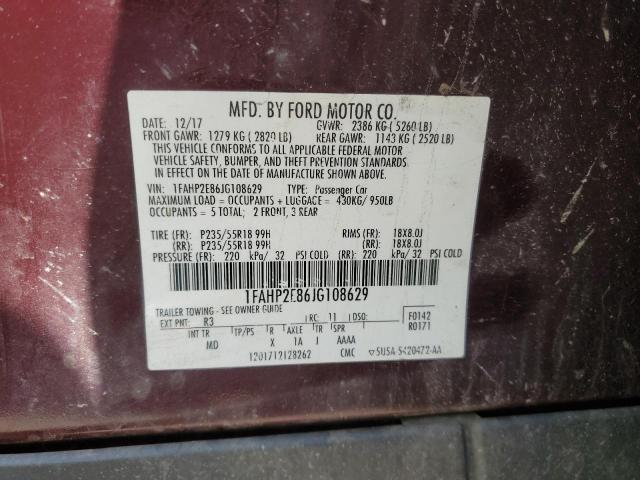 MFD. BY FORD MOTOR CO.
DATE: 12/17 GVWR: 2386 KG ( 5260 LB)
FRONT GAWR: 1279 KG ( 2820 LB) REAR GAWR: 1143 KG ( 2520 LB)
THIS VEHICLE CONFORMS TO ALL APPLICABLE FEDERAL MOTOR
VEHICLE SAFETY, BUMPER, AND THEFT PREVENTION STANDARDS
IN EFFECT ON THE DATE OF MANUFACTURE SHOWN ABOVE.
VIN: 1FAHP2E86JG108629 TYPE: Passenger Car
MAXIMUM LOAD = OCCUPANTS + LUGGAGE = 430KG/ 950LB
OCCUPANTS = 5 TOTAL; 2 FRONT, 3 REAR
TIRE (FR): P235/55R18 99H RIMS (FR): 18X8.0J
(RR): P235/55R18 99H (RR): 18X8.0J
PRESSURE (FR): 220 kPa/ 32 PSI COLD (RR): 220 kPa/ 32 PSI COLD
1FAHP2E86JG108629
TRAILER TOWING - SEE OWNER GUIDE
EXT PNT: R3 RC: 11 DSO: F0142
INT TR TP/PS R AXLE TR SPR R0171
MD X 1A J AAAA
1201712128262 CMC 5USA-5420472-AA